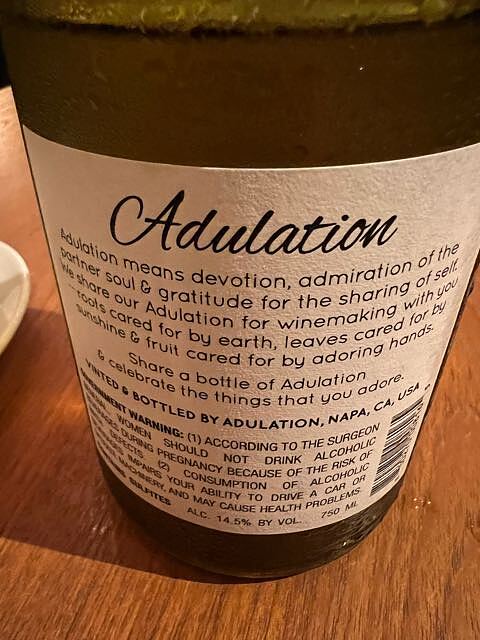 Adulation
Adulation means devotion, admiration of the
partner soul & gratitude for the sharing of self.
We share our Adulation for winemaking with you
roots cared for by earth, leaves cared for by
sunshine & fruit cared for by adoring hands.
Share a bottle of Adulation
& celebrate the things that you adore.
VINTED & BOTTLED BY ADULATION, NAPA, CA, USA
WARNING: (1) ACCORDING TO THE SURGEON
WOMEN SHOULD NOT DRINK ALCOHOLIC
DURING PREGNANCY BECAUSE OF THE RISK OF
DEFECTS. (2) CONSUMPTION OF ALCOHOLIC
IMPAIRS YOUR ABILITY TO DRIVE A CAR OR
MACHINERY, AND MAY CAUSE HEALTH PROBLEMS.
SULFITES ALC. 14.5% BY VOL. 750 ML